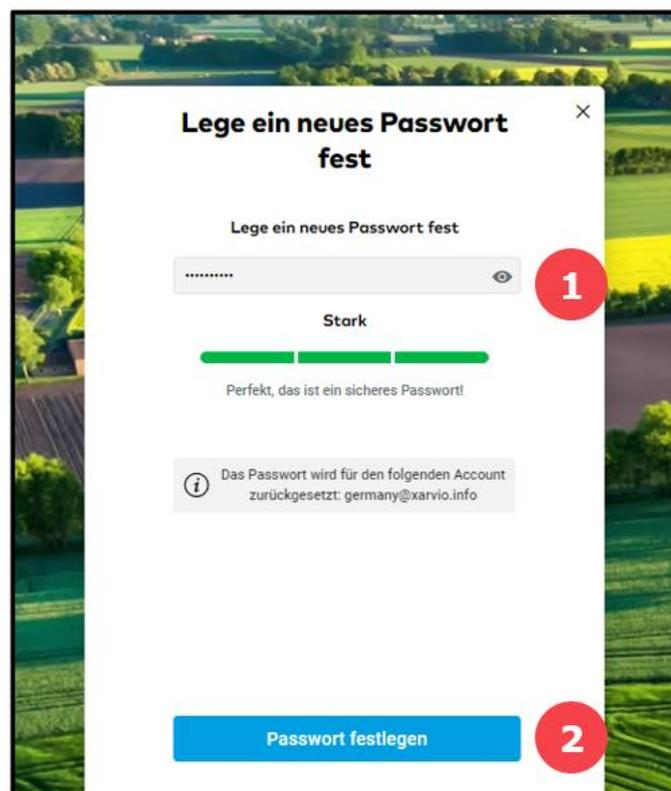 Lege ein neues Passwort
fest
Lege ein neues Passwort fest
••••••••••
1
Stark
Perfekt, das ist ein sicheres Passwort!
Das Passwort wird für den folgenden Account
zurückgesetzt: germany@xarvio.info
Passwort festlegen
2